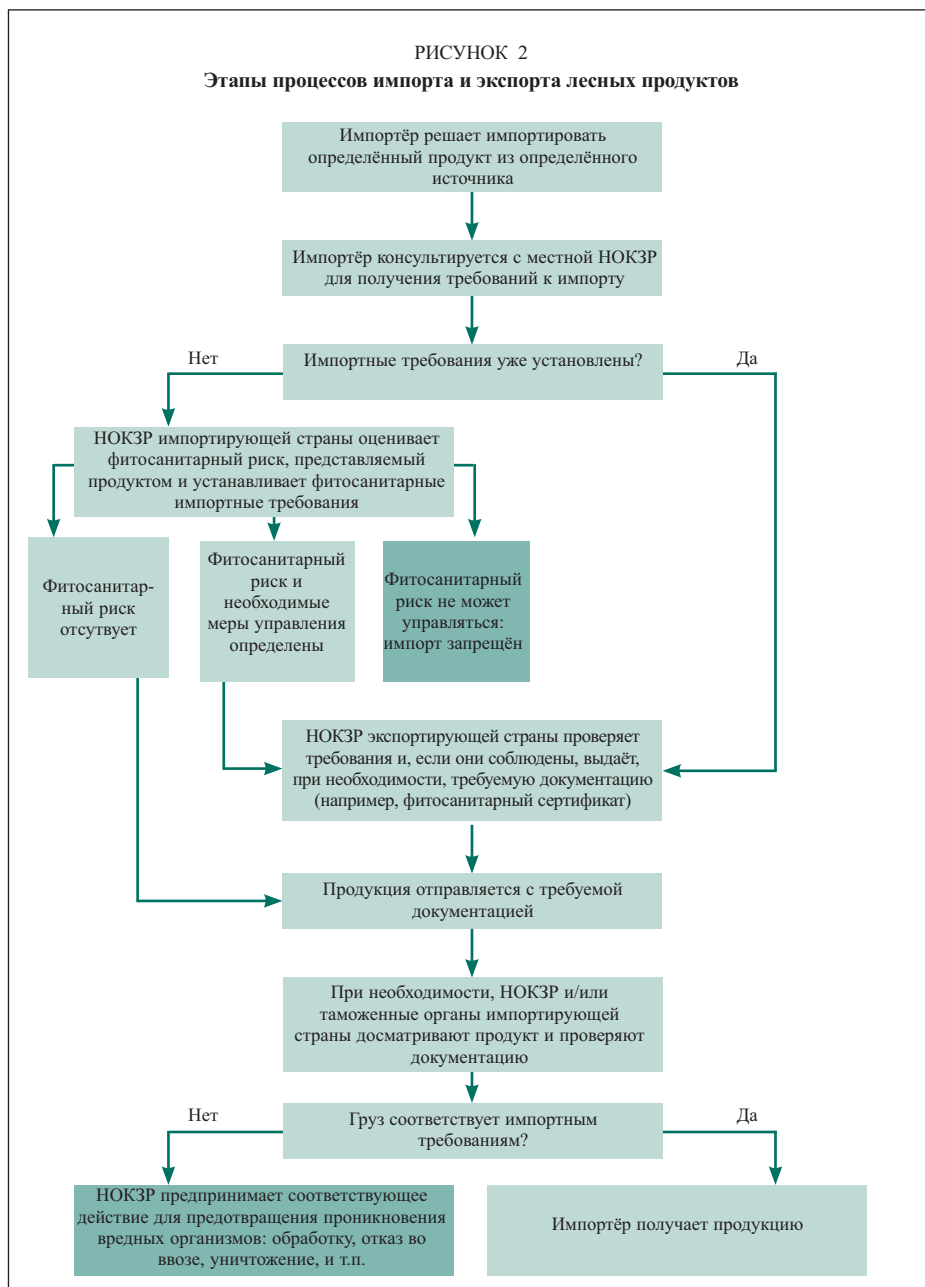 РИСУНОК 2
Этапы процессов импорта и экспорта лесных продуктов
Импортёр решает импортировать
определённый продукт из определённого
источника
Импортёр консультируется с местной НОКЗР
для получения требований к импорту
Нет
Импортные требования уже установлены?
Да
НОКЗР импортирующей страны оценивает
фитосанитарный риск, представляемый
продуктом и устанавливает фитосанитарные
импортные требования
Фитосанитар-
ный риск
отсутвует
Фитосанитарный
риск и
необходимые
меры управления
определены
Фитосанитарный
риск не может
управляться:
импорт запрещён
НОКЗР экспортирующей страны проверяет
требования и, если они соблюдены, выдаёт,
при необходимости, требуемую документацию
(например, фитосанитарный сертификат)
Продукция отправляется с требуемой
документацией
При необходимости, НОКЗР и/или
таможенные органы импортирующей
страны досматривают продукт и проверяют
документацию
Нет
Груз соответствует импортным
требованиям?
Да
НОКЗР предпринимает соответствующее
действие для предотвращения проникновения
вредных организмов: обработку, отказ во
ввозе, уничтожение, и т.п.
Импортёр получает продукцию